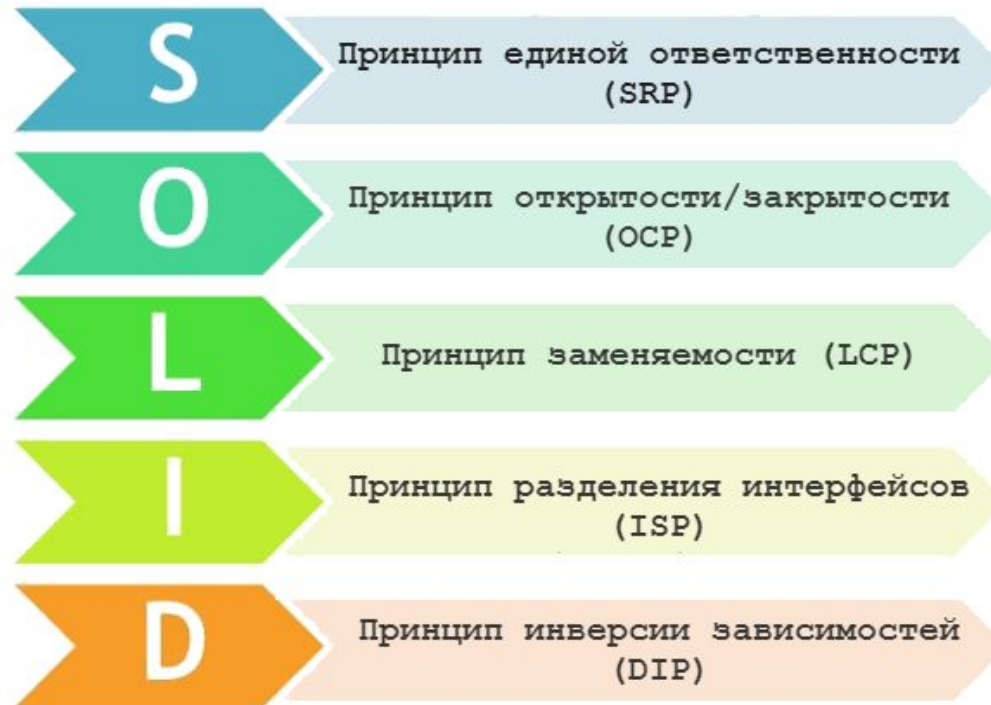 S
Принцип единой ответственности
(SRP)
O
Принцип открытости/закрытости
(OCP)
L
Принцип заменяемости (LCP)
I
Принцип разделения интерфейсов
(ISP)
D
Принцип инверсии зависимостей
(DIP)